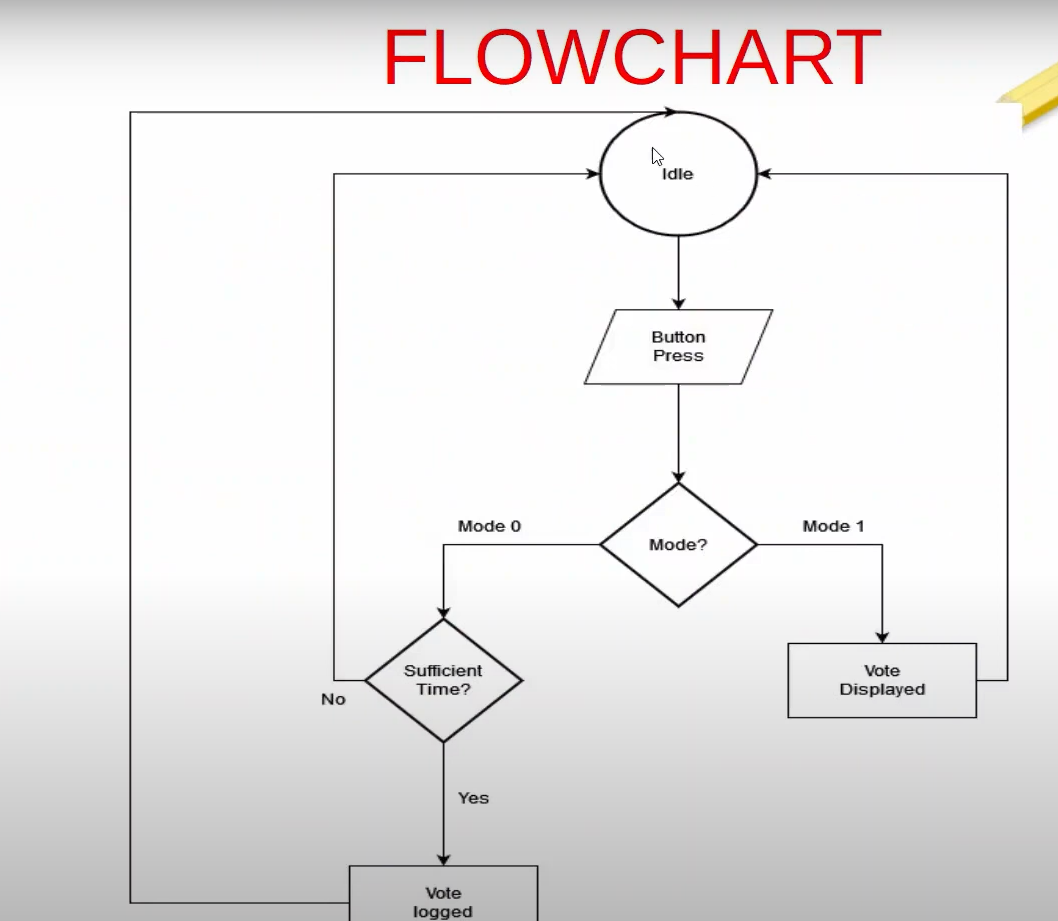 FLOWCHART
Idle
Button
Press
Mode 0
Mode?
Mode 1
Sufficient
Time?
No
Vote
Displayed
Yes
Vote
logged